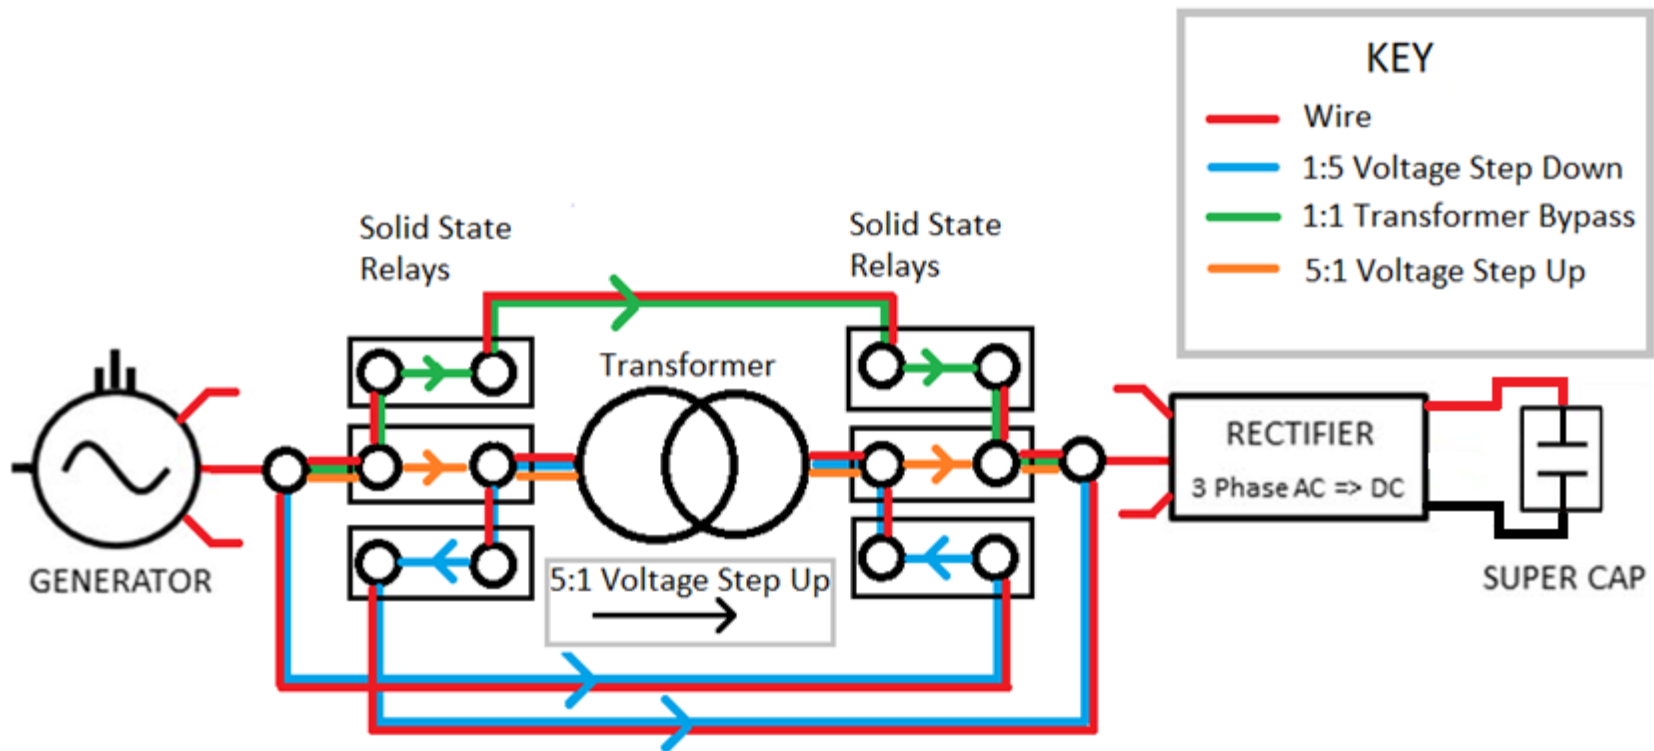 KEY
Wire
1:5 Voltage Step Down
1:1 Transformer Bypass
5:1 Voltage Step Up
Solid State
Relays
Solid State
Relays
Transformer
GENERATOR
5:1 Voltage Step Up
RECTIFIER
3 Phase AC => DC
SUPER CAP